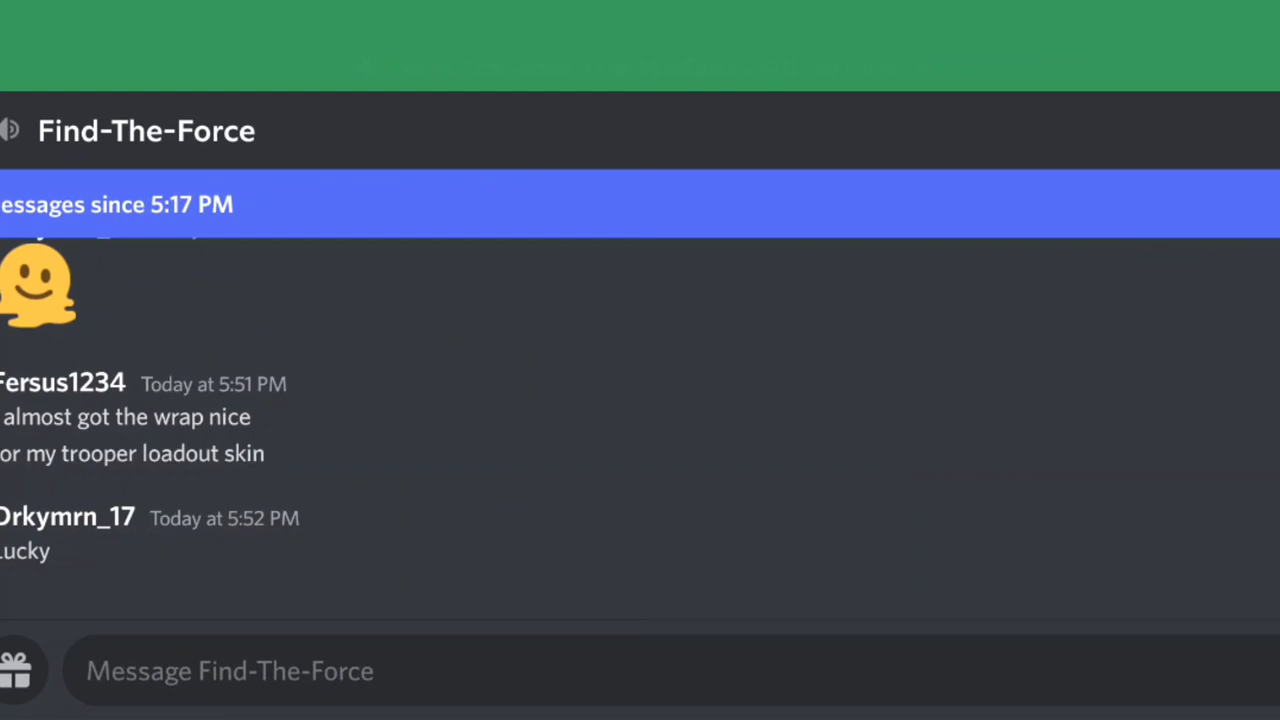 Find-The-Force
essages since 5:17 PM
Fersus1234 Today at 5:51 PM
almost got the wrap nice
or my trooper loadout skin
Orkymrn_17 Today at 5:52 PM
Lucky
Message Find-The-Force